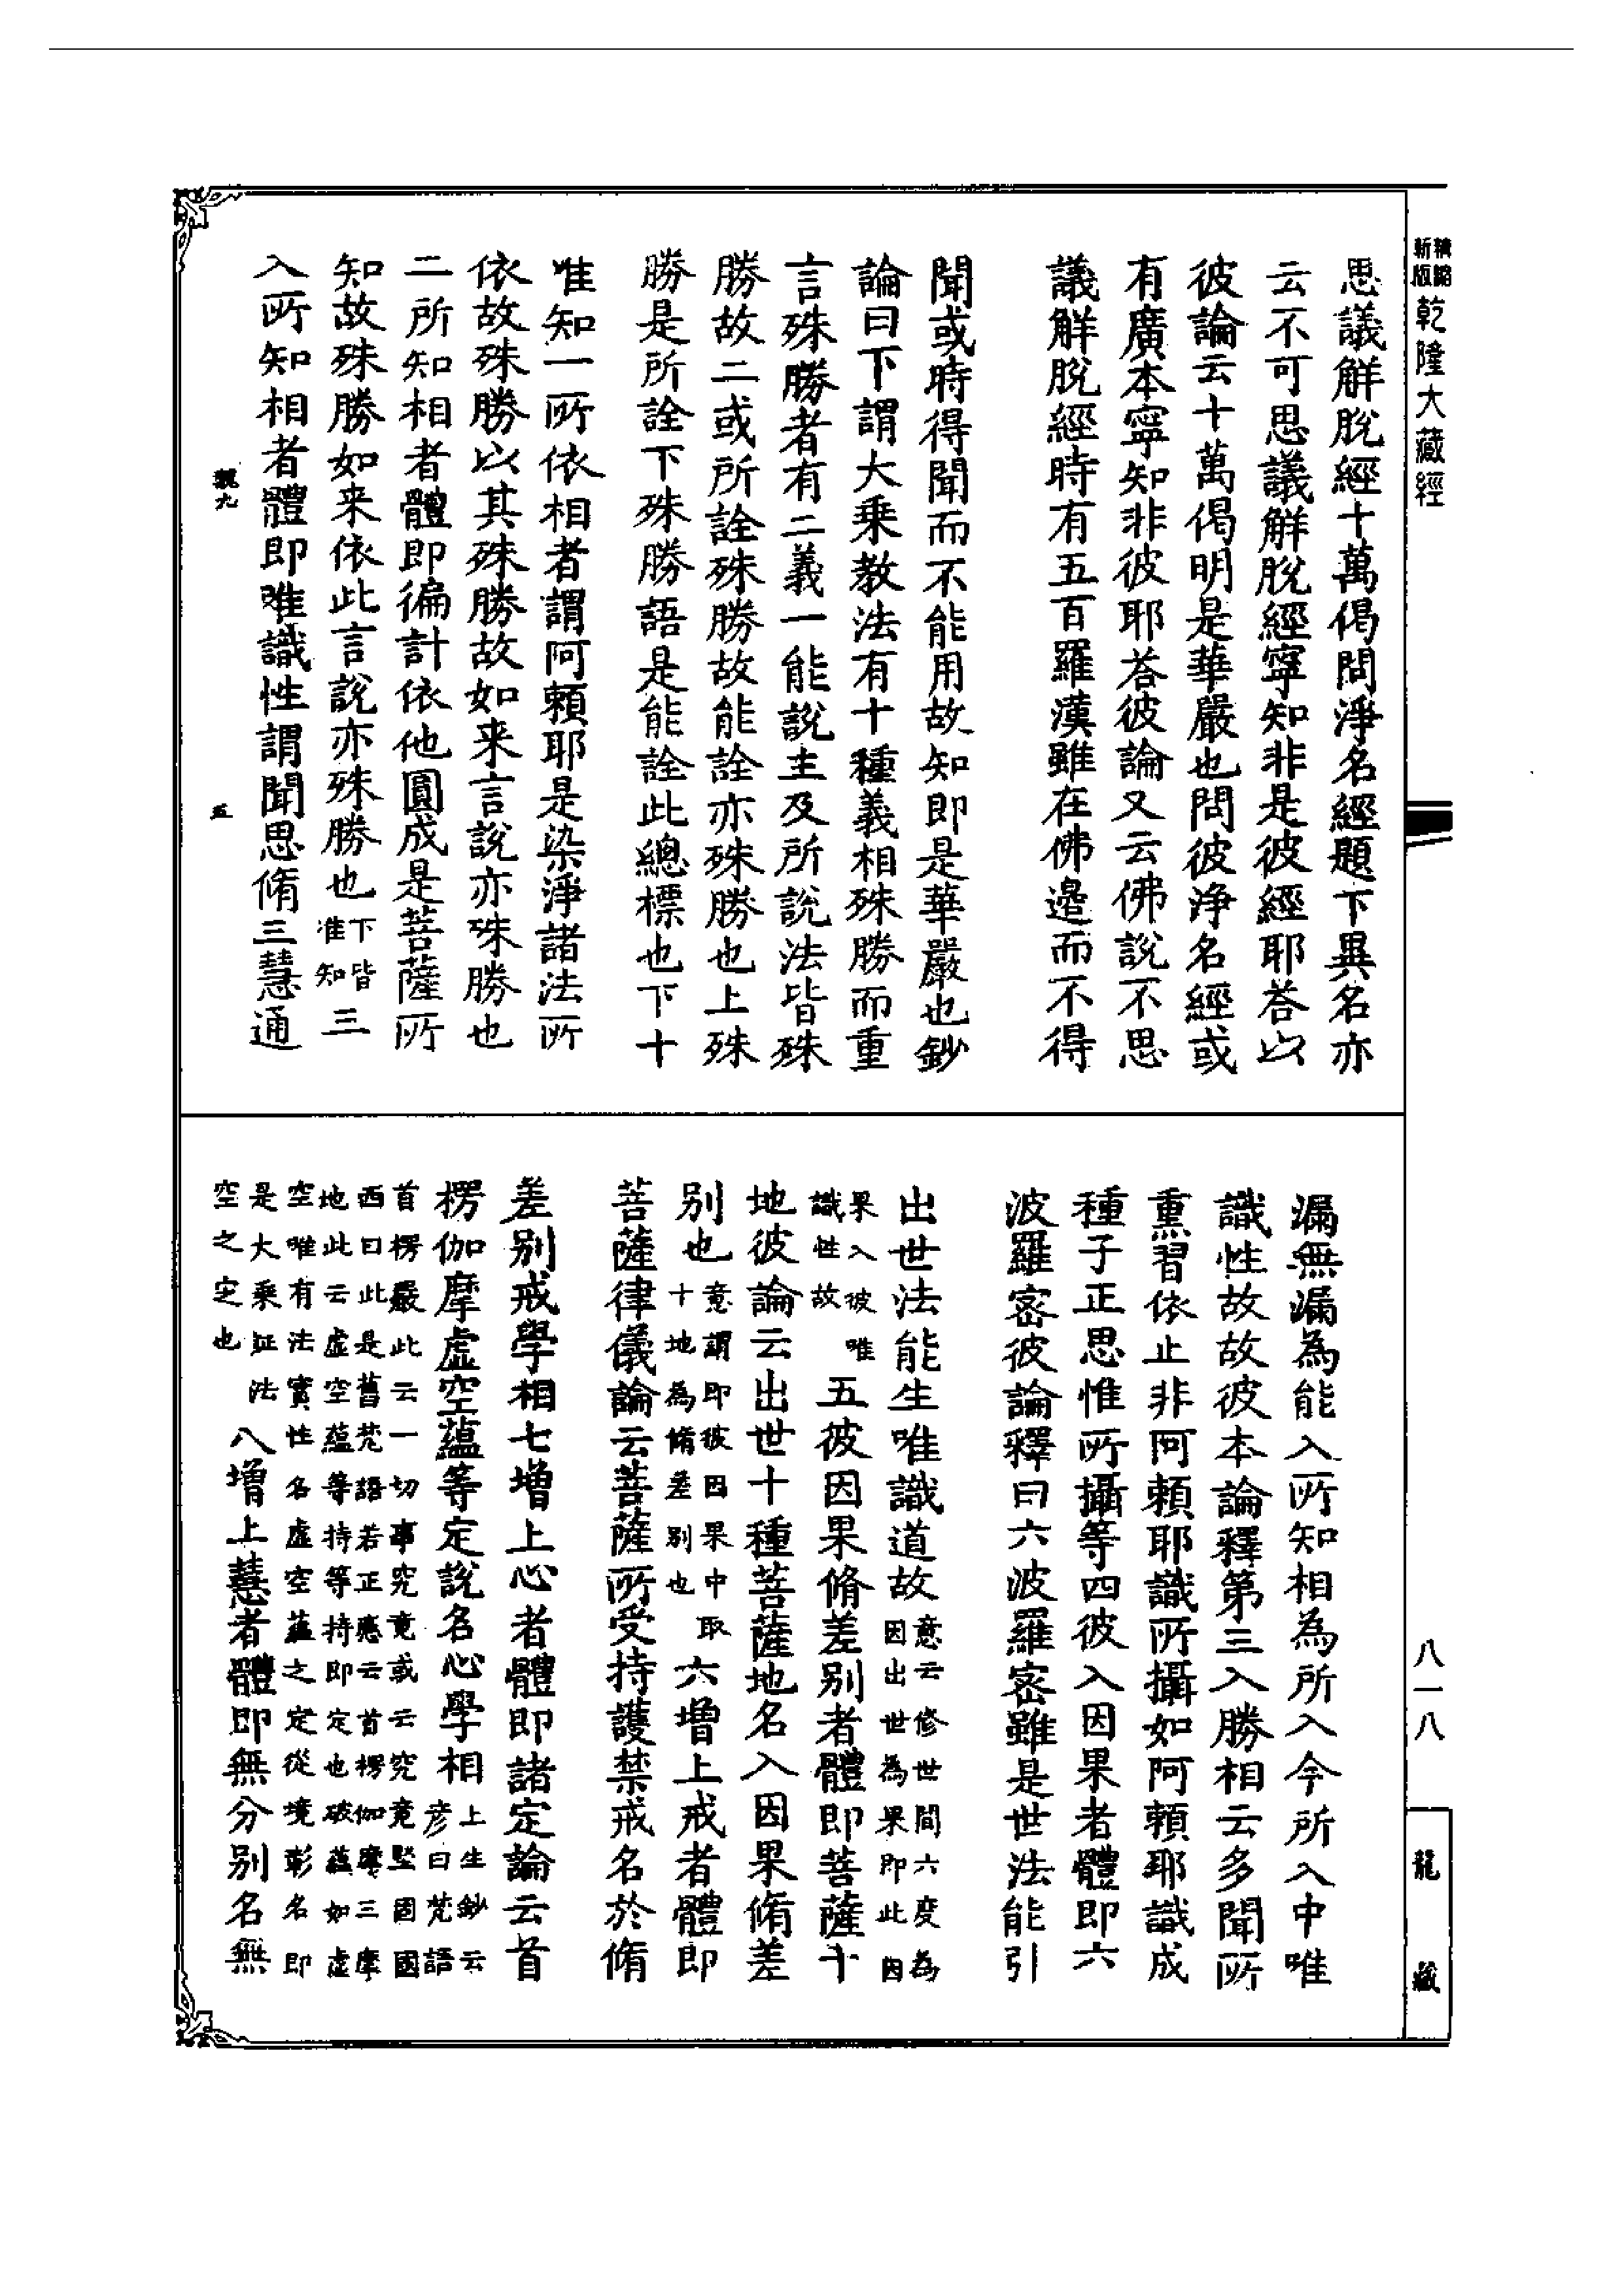 新版精縮乾隆大藏經
思議解脫經十萬偈問淨名經題下異名亦
云不可思議解脫經寧知非是彼經耶荅以
彼論云十萬偈明是華嚴也問彼淨名經或
有廣本寧知非彼耶荅彼論又云佛說不思
議解脫經時有五百羅漢雖在佛邊而不得
聞或時得聞而不能用故知即是華嚴也鈔
論曰下謂大乗教法有十種義相殊勝而重
言殊勝者有二義一能說主及所說法皆殊
勝故二或所詮殊勝故能詮亦殊勝也上殊
勝是所詮下殊勝語是能詮此總標也下十
唯知一所依相者謂阿賴耶是染淨諸法所
依故殊勝以其殊勝故如来言說亦殊勝也
二所知相者體即徧計依他圓成是菩薩所
知故殊勝如来依此言說亦殊勝也下皆准知三
入所知相者體即唯識性謂聞思脩三慧通
九
五
漏無漏為能入所知相為所入今所入中唯
識性故故彼本論釋第三入勝相云多聞所
熏習依止非阿賴耶識所攝如阿賴耶識成
種子正思惟所攝等四彼入因果者體即六
波羅密彼論釋曰六波羅密雖是世法能引
出世法能生唯識道故意云修世間六度為因出世為果即此因
果入彼唯識性故五彼因果脩差別者體即菩薩十
地彼論云出世十種菩薩地名入因果脩差
別也意謂即彼因果中取十地為脩差別也六增上戒者體即
菩薩律儀論云菩薩所受持護禁戒名於脩
差別戒學相七增上心者體即諸定論云首
楞伽摩虛空蘊等定說名心學相上生鈔云彦曰梵語
首楞嚴此云一切事究竟或云究竟堅固國
西曰此是舊梵語若正應云首楞伽摩三摩
地此云虛空蘊等持等持即定也破蘊如虛
空唯有法實性名虛空蘊之定從境彰名即
是大乗証法
空之定也
八增上慧者體即無分別名無
八一八
龍藏